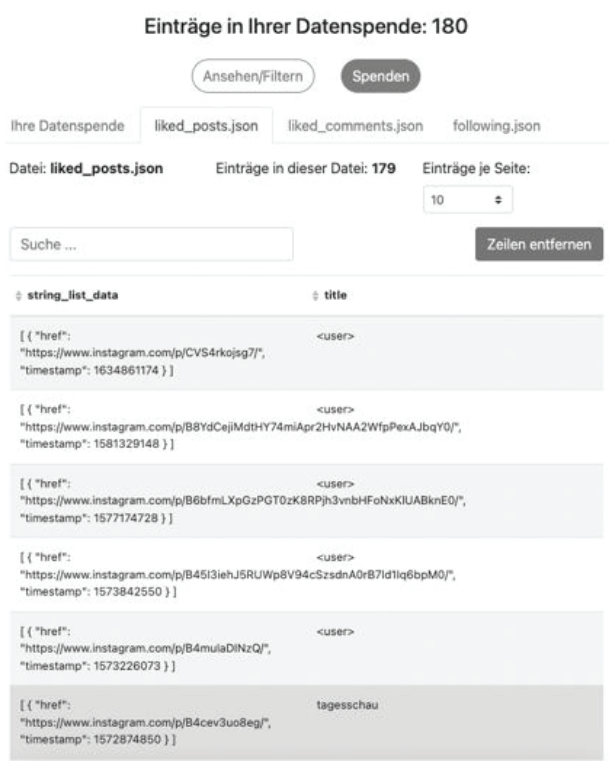 Einträge in Ihrer Datenspende: 180
Ansehen/Filtern Spenden
Ihre Datenspende liked_posts.json liked_comments.json following.json
Datei: liked_posts.json Einträge in dieser Datei: 179 Einträge je Seite:
10
Suche ... Zeilen entfernen
string_list_data title
[ { "href": <user>
"https://www.instagram.com/p/CVS4rkojsg7/",
"timestamp": 1634861174 } ]
[ { "href": <user>
"https://www.instagram.com/p/B8YdCejiMdtHY74miApr2HvNAA2WfpPexAJbqY0/",
"timestamp": 1581329148 } ]
[ { "href": <user>
"https://www.instagram.com/p/B6bfmLXpGzPGT0zK8RPjh3vnbHFoNxKIUABknE0/",
"timestamp": 1577174728 } ]
[ { "href": <user>
"https://www.instagram.com/p/B45I3iehJ5RUWp8V94cSzsdnA0rB7Id1Iq6bpM0/",
"timestamp": 1573842550 } ]
[ { "href": <user>
"https://www.instagram.com/p/B4mulaDlNzQ/",
"timestamp": 1573226073 } ]
[ { "href": tagesschau
"https://www.instagram.com/p/B4cev3uo8eg/",
"timestamp": 1572874850 } ]